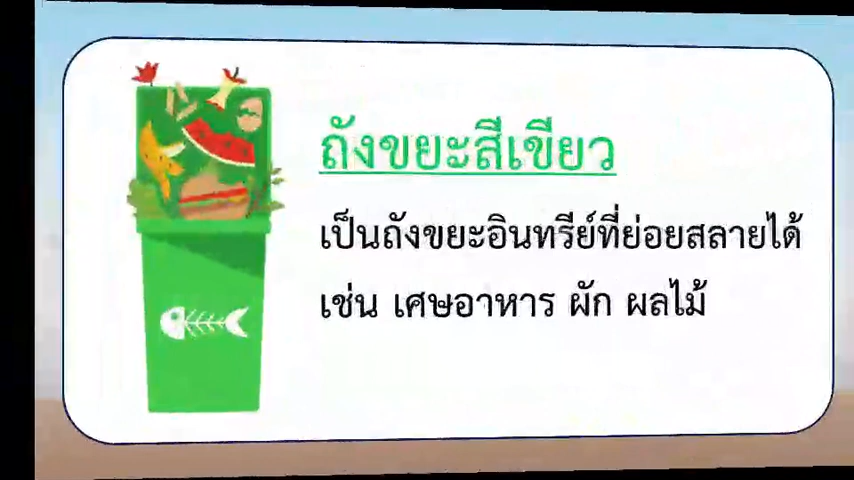 ถังขยะสีเขียว
เป็นถังขยะอินทรีย์ที่ย่อยสลายได้
เช่น เศษอาหาร ผัก ผลไม้